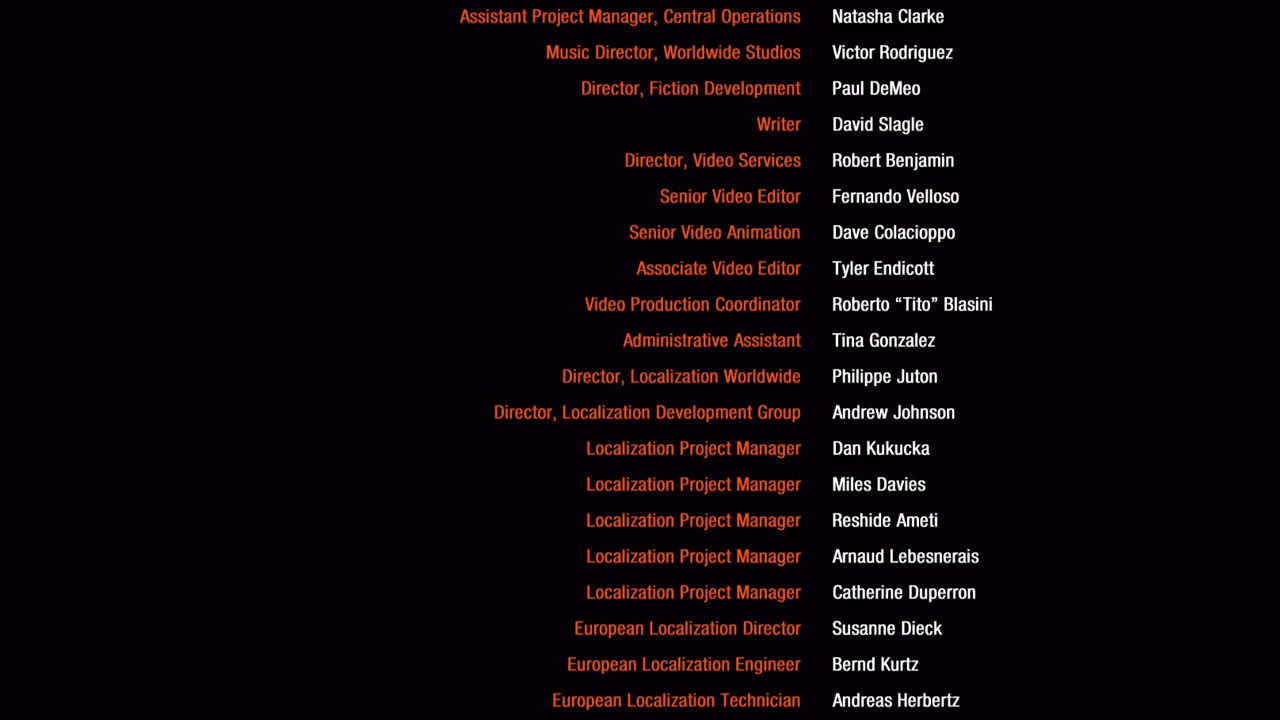 Assistant Project Manager, Central Operations Natasha Clarke
Music Director, Worldwide Studios Victor Rodriguez
Director, Fiction Development Paul DeMeo
Writer David Slagle
Director, Video Services Robert Benjamin
Senior Video Editor Fernando Velloso
Senior Video Animation Dave Colacioppo
Associate Video Editor Tyler Endicott
Video Production Coordinator Roberto “Tito” Blasini
Administrative Assistant Tina Gonzalez
Director, Localization Worldwide Philippe Juton
Director, Localization Development Group Andrew Johnson
Localization Project Manager Dan Kukucka
Localization Project Manager Miles Davies
Localization Project Manager Reshide Ameti
Localization Project Manager Arnaud Lebesnerais
Localization Project Manager Catherine Duperron
European Localization Director Susanne Dieck
European Localization Engineer Bernd Kurtz
European Localization Technician Andreas Herbertz